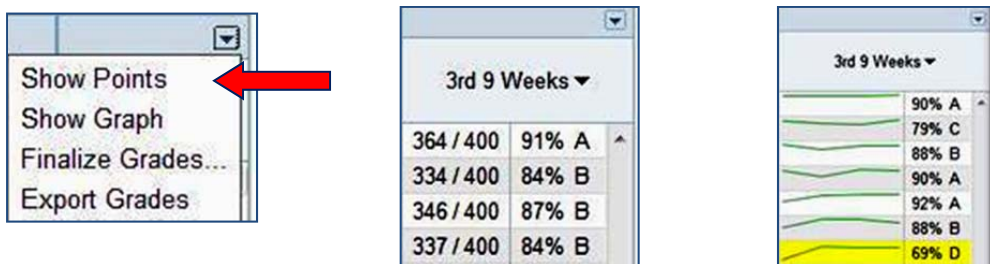 Show Points
Show Graph
Finalize Grades...
Export Grades
3rd 9 Weeks
364 / 400 91% A
334 / 400 84% B
346 / 400 87% B
337 / 400 84% B
3rd 9 Weeks
90% A
79% C
88% B
90% A
92% A
88% B
69% D